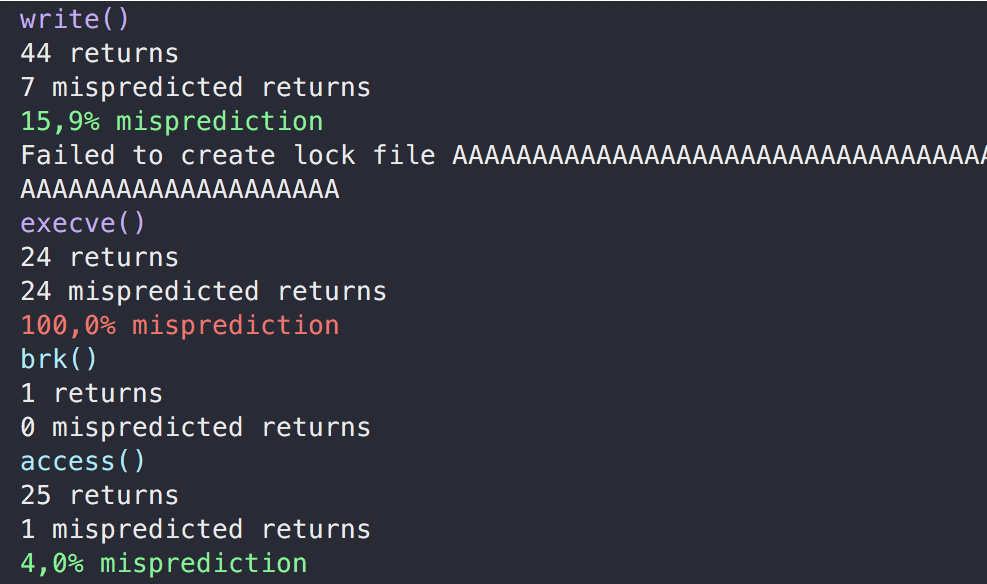 write()
44 returns
7 mispredicted returns
15,9% misprediction
Failed to create lock file AAAAAAAAAAAAAAAAAAAAAAAAAAAAAAAAAA
AAAAAAAAAAAAAAAAAAAA
execve()
24 returns
24 mispredicted returns
100,0% misprediction
brk()
1 returns
0 mispredicted returns
access()
25 returns
1 mispredicted returns
4,0% misprediction